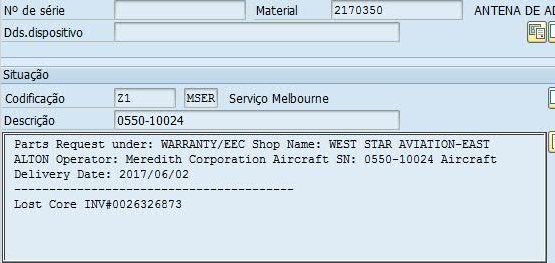 Nº de série Material 2170350 ANTENA DE AD
Dds.dispositivo
Situação
Codificação Z1 MSER Serviço Melbourne
Descrição 0550-10024
Parts Request under: WARRANTY/EEC Shop Name: WEST STAR AVIATION-EAST
ALTON Operator: Meredith Corporation Aircraft SN: 0550-10024 Aircraft
Delivery Date: 2017/06/02
----------------------------------------
Lost Core INV#0026326873